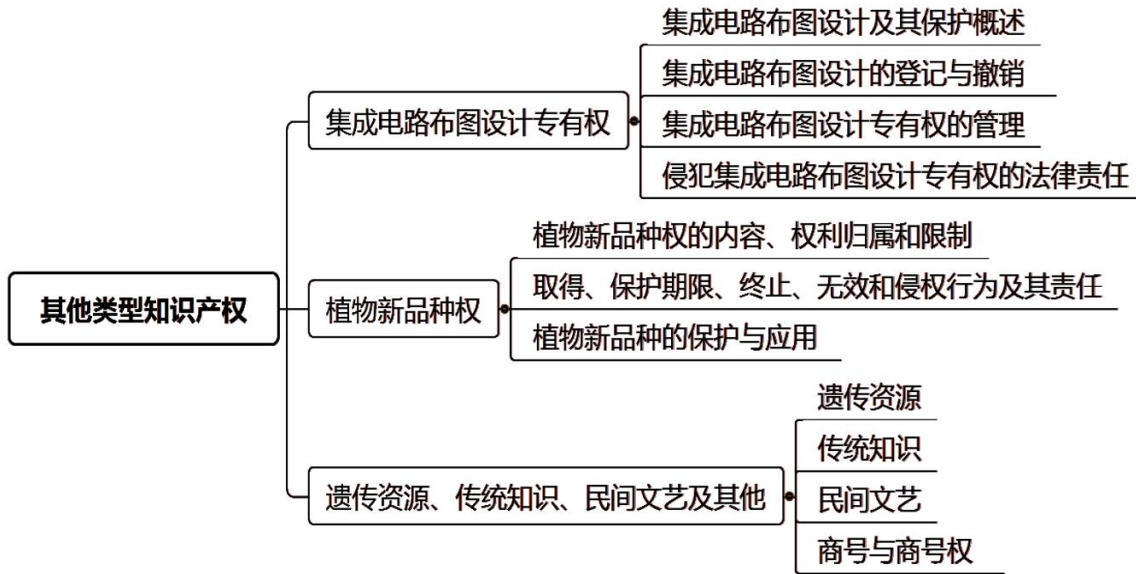 其他类型知识产权
集成电路布图设计专有权
集成电路布图设计及其保护概述
集成电路布图设计的登记与撤销
集成电路布图设计专有权的管理
侵犯集成电路布图设计专有权的法律责任
植物新品种权
植物新品种权的内容、权利归属和限制
取得、保护期限、终止、无效和侵权行为及其责任
植物新品种的保护与应用
遗传资源、传统知识、民间文艺及其他
遗传资源
传统知识
民间文艺
商号与商号权